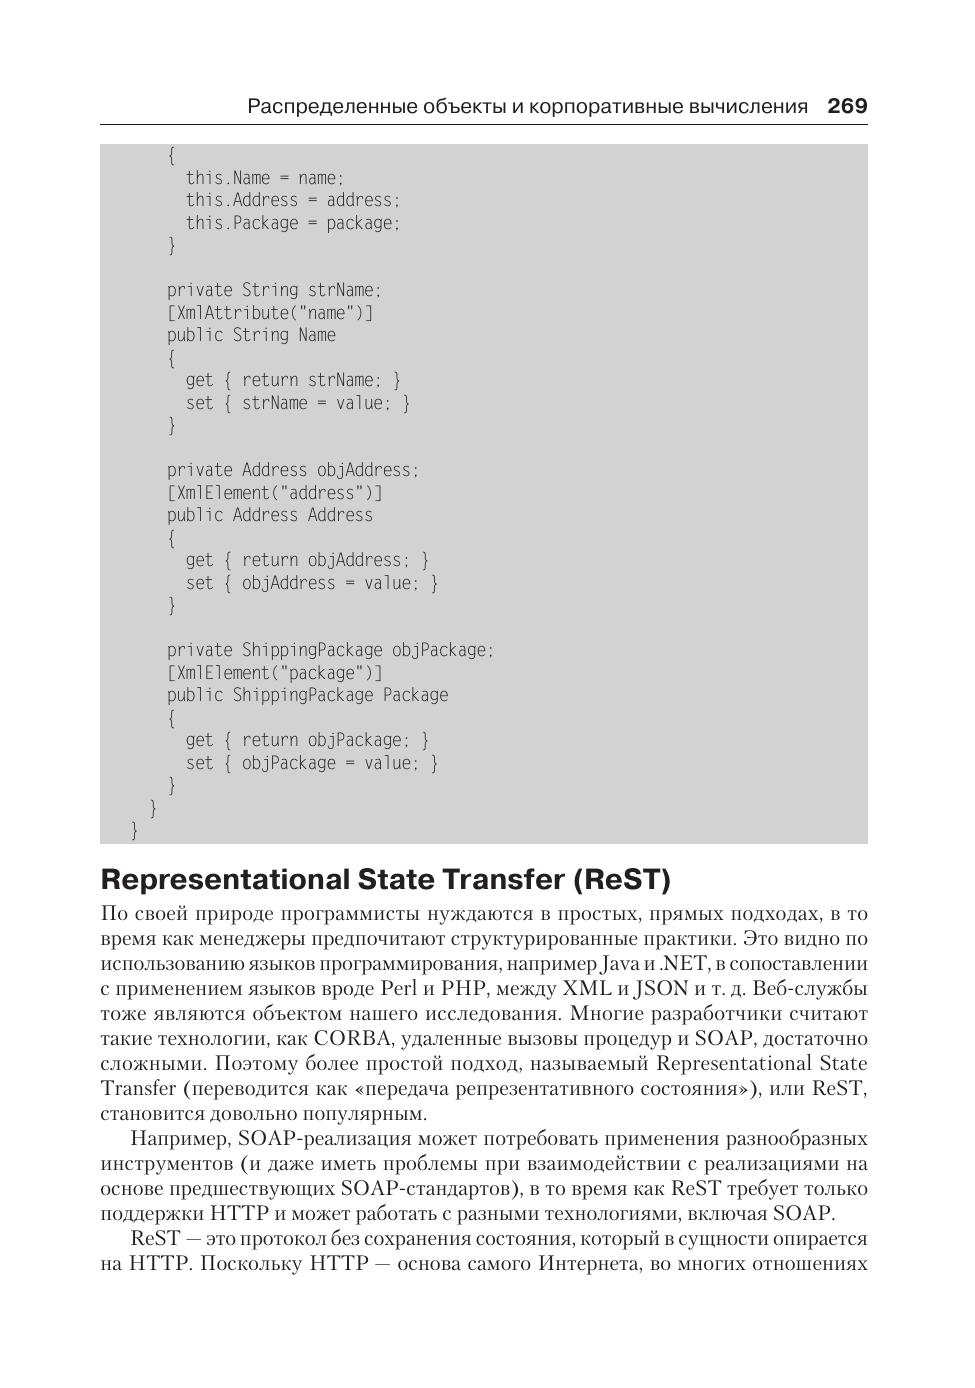 Распределенные объекты и корпоративные вычисления 269
{
this.Name = name;
this.Address = address;
this.Package = package;
}
private String strName;
[XmlAttribute("name")]
public String Name
{
get { return strName; }
set { strName = value; }
}
private Address objAddress;
[XmlElement("address")]
public Address Address
{
get { return objAddress; }
set { objAddress = value; }
}
private ShippingPackage objPackage;
[XmlElement("package")]
public ShippingPackage Package
{
get { return objPackage; }
set { objPackage = value; }
}
}
}
Representational State Transfer (ReST)
По своей природе программисты нуждаются в простых, прямых подходах, в то
время как менеджеры предпочитают структурированные практики. Это видно по
использованию языков программирования, например Java и .NET, в сопоставлении
с применением языков вроде Perl и PHP, между XML и JSON и т. д. Веб-службы
тоже являются объектом нашего исследования. Многие разработчики считают
такие технологии, как CORBA, удаленные вызовы процедур и SOAP, достаточно
сложными. Поэтому более простой подход, называемый Representational State
Transfer (переводится как «передача репрезентативного состояния»), или ReST,
становится довольно популярным.
Например, SOAP-реализация может потребовать применения разнообразных
инструментов (и даже иметь проблемы при взаимодействии с реализациями на
основе предшествующих SOAP-стандартов), в то время как ReST требует только
поддержки HTTP и может работать с разными технологиями, включая SOAP.
ReST — это протокол без сохранения состояния, который в сущности опирается
на HTTP. Поскольку HTTP — основа самого Интернета, во многих отношениях